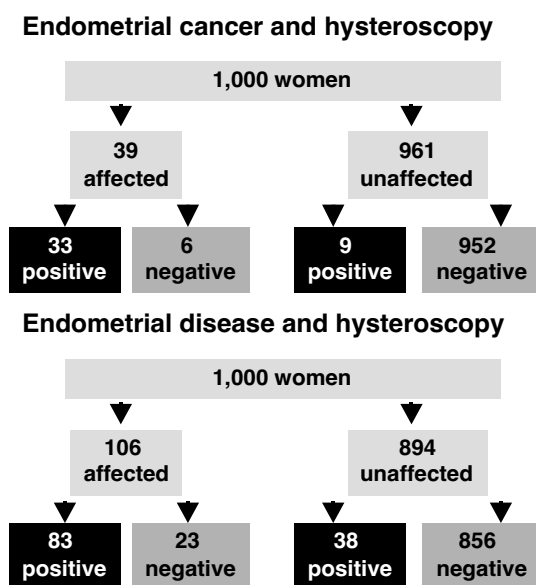 Endometrial cancer and hysteroscopy
1,000 women
39
affected
961
unaffected
33
positive
6
negative
9
positive
952
negative
Endometrial disease and hysteroscopy
1,000 women
106
affected
894
unaffected
83
positive
23
negative
38
positive
856
negative